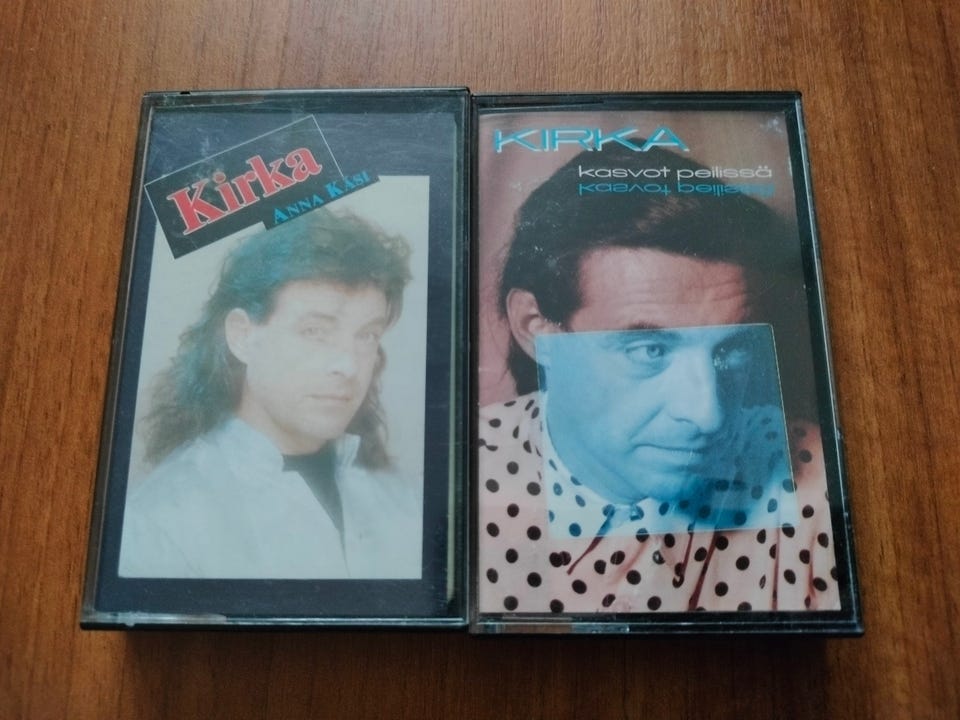 Kirka
ANNA KÄSI
KIRKA
kasvot peilissä
kasvot peilissä